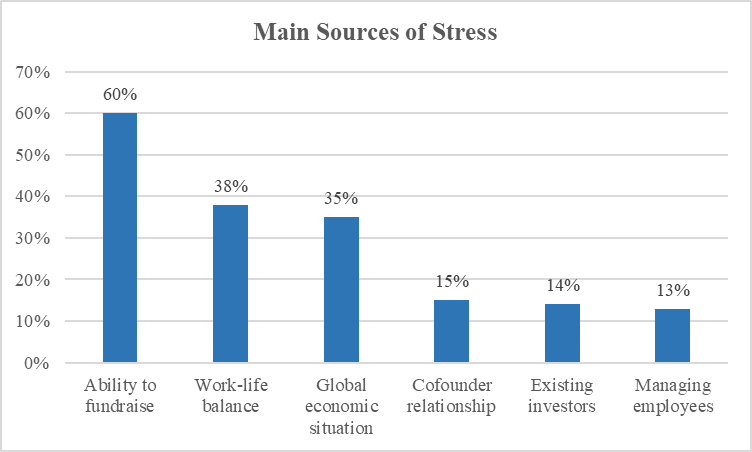 Main Sources of Stress
70%
60%
50%
40%
30%
20%
10%
0%
60%
38%
35%
15%
14%
13%
Ability to
fundraise
Work-life
balance
Global
economic
situation
Cofounder
relationship
Existing
investors
Managing
employees